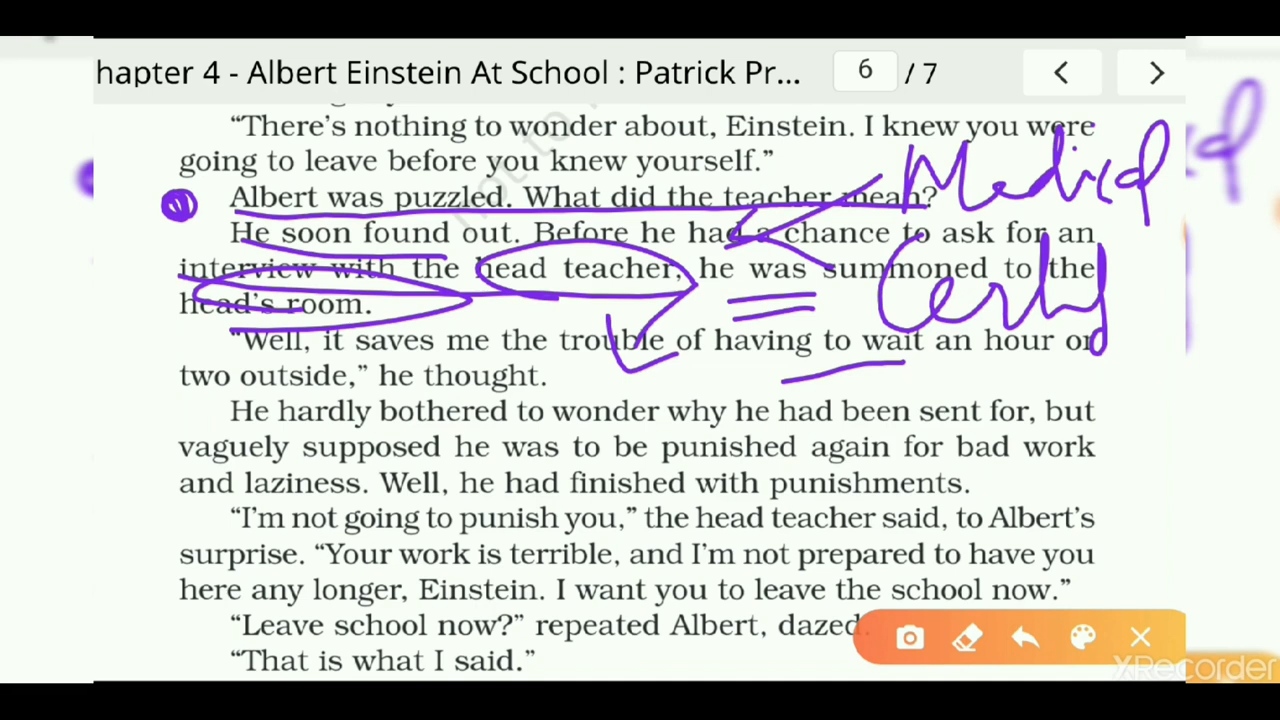 hapter 4 - Albert Einstein At School : Patrick Pr... 6 / 7
“There’s nothing to wonder about, Einstein. I knew you were
going to leave before you knew yourself.”
Albert was puzzled. What did the teacher mean?
He soon found out. Before he had a chance to ask for an
interview with the head teacher, he was summoned to the
head’s room.
“Well, it saves me the trouble of having to wait an hour or
two outside,” he thought.
He hardly bothered to wonder why he had been sent for, but
vaguely supposed he was to be punished again for bad work
and laziness. Well, he had finished with punishments.
“I’m not going to punish you,” the head teacher said, to Albert’s
surprise. “Your work is terrible, and I’m not prepared to have you
here any longer, Einstein. I want you to leave the school now.”
“Leave school now?” repeated Albert, dazed.
“That is what I said.”
Medical
XRecorder